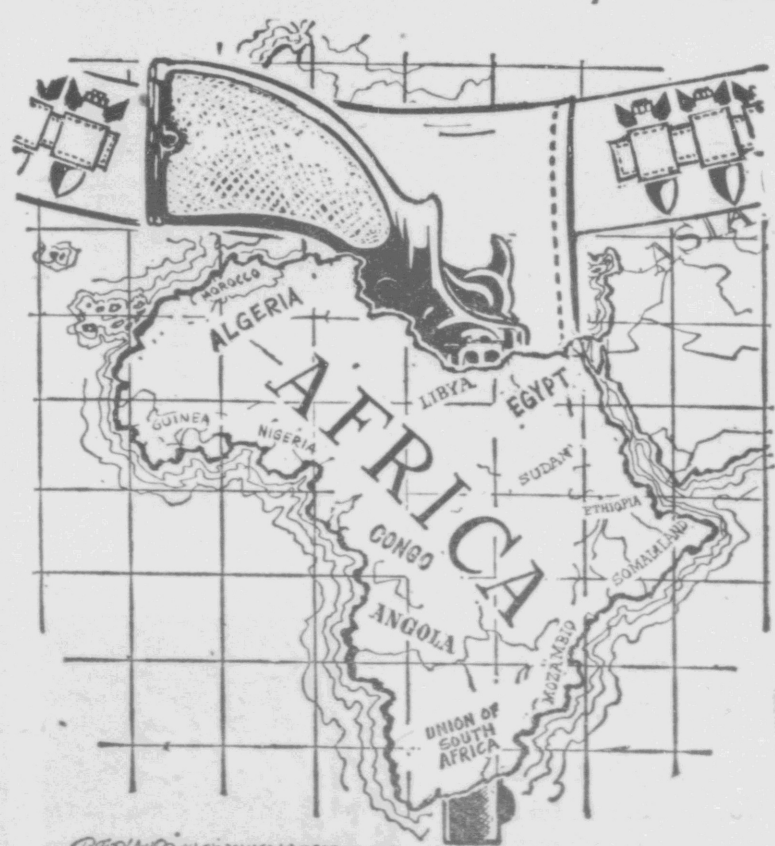 ASIA
MOROCCO
ALGERIA
AFRICA
LIBYA
EGYPT
GUINEA
NIGERIA
SUDAN
ETHIOPIA
SOMALILAND
CONGO
ANGOLA
MOZAMBIQ
UNION OF
SOUTH
AFRICA